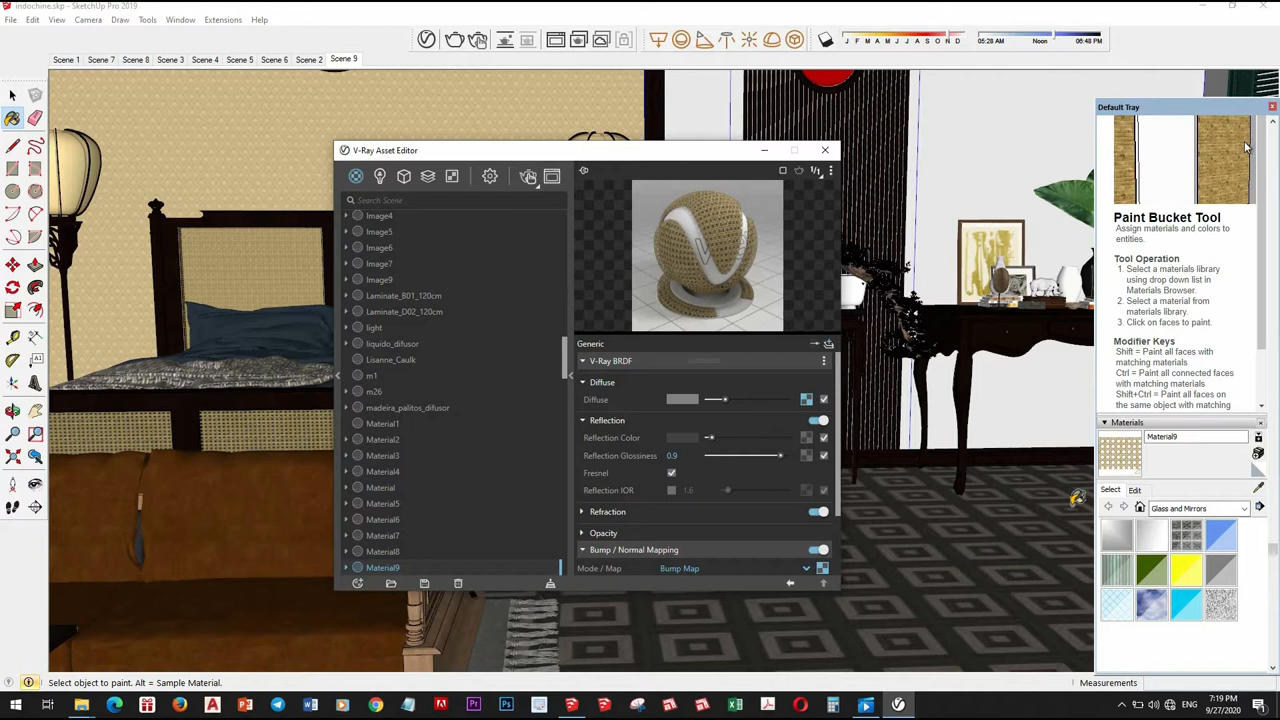 indochine.skp - SketchUp Pro 2019
File Edit View Camera Draw Tools Window Extensions Help
J F M A M J J A S O N D
05:28 AM Noon 06:48 PM
Scene 1 Scene 7 Scene 8 Scene 3 Scene 4 Scene 5 Scene 6 Scene 2 Scene 9
Default Tray
V-Ray Asset Editor
Search Scene
Image4
Image5
Image6
Image7
Image9
Laminate_B01_120cm
Laminate_D02_120cm
light
liquido_difusor
Lisanne_Caulk
m1
m26
madeira_palitos_difusor
Material1
Material2
Material3
Material4
Material
Material5
Material6
Material7
Material8
Material9
Generic
V-Ray BRDF
Diffuse
Diffuse
Reflection
Reflection Color
Reflection Glossiness 0.9
Fresnel
Reflection IOR 1.6
Refraction
Opacity
Bump / Normal Mapping
Mode / Map Bump Map
Paint Bucket Tool
Assign materials and colors to
entities.
Tool Operation
1. Select a materials library
using drop down list in
Materials Browser.
2. Select a material from
materials library.
3. Click on faces to paint.
Modifier Keys
Shift = Paint all faces with
matching materials
Ctrl = Paint all connected faces
with matching materials
Shift+Ctrl = Paint all faces on
the same object with matching
Materials
Material9
Select Edit
Glass and Mirrors
Select object to paint. Alt = Sample Material.
Measurements
ENG
7:19 PM
9/27/2020